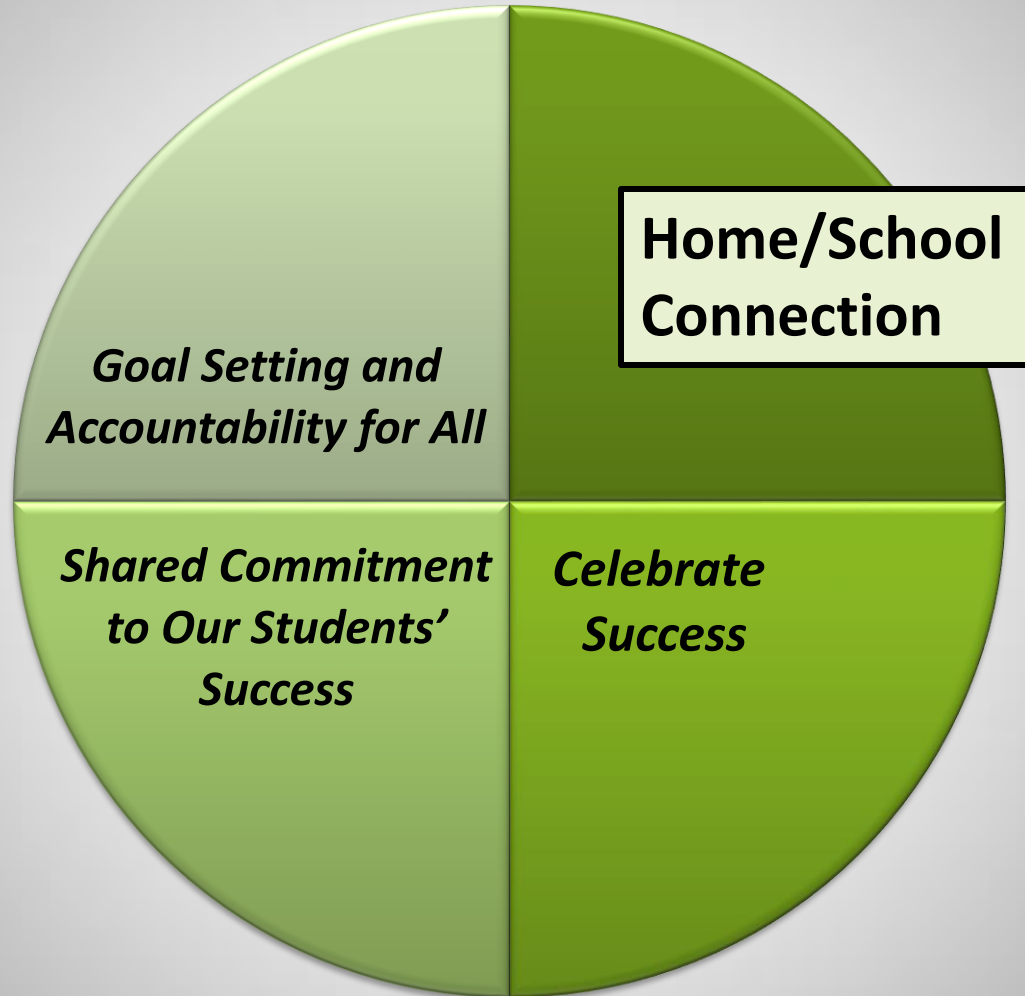 Home/School
Connection
Goal Setting and
Accountability for All
Shared Commitment
to Our Students’
Success
Celebrate
Success